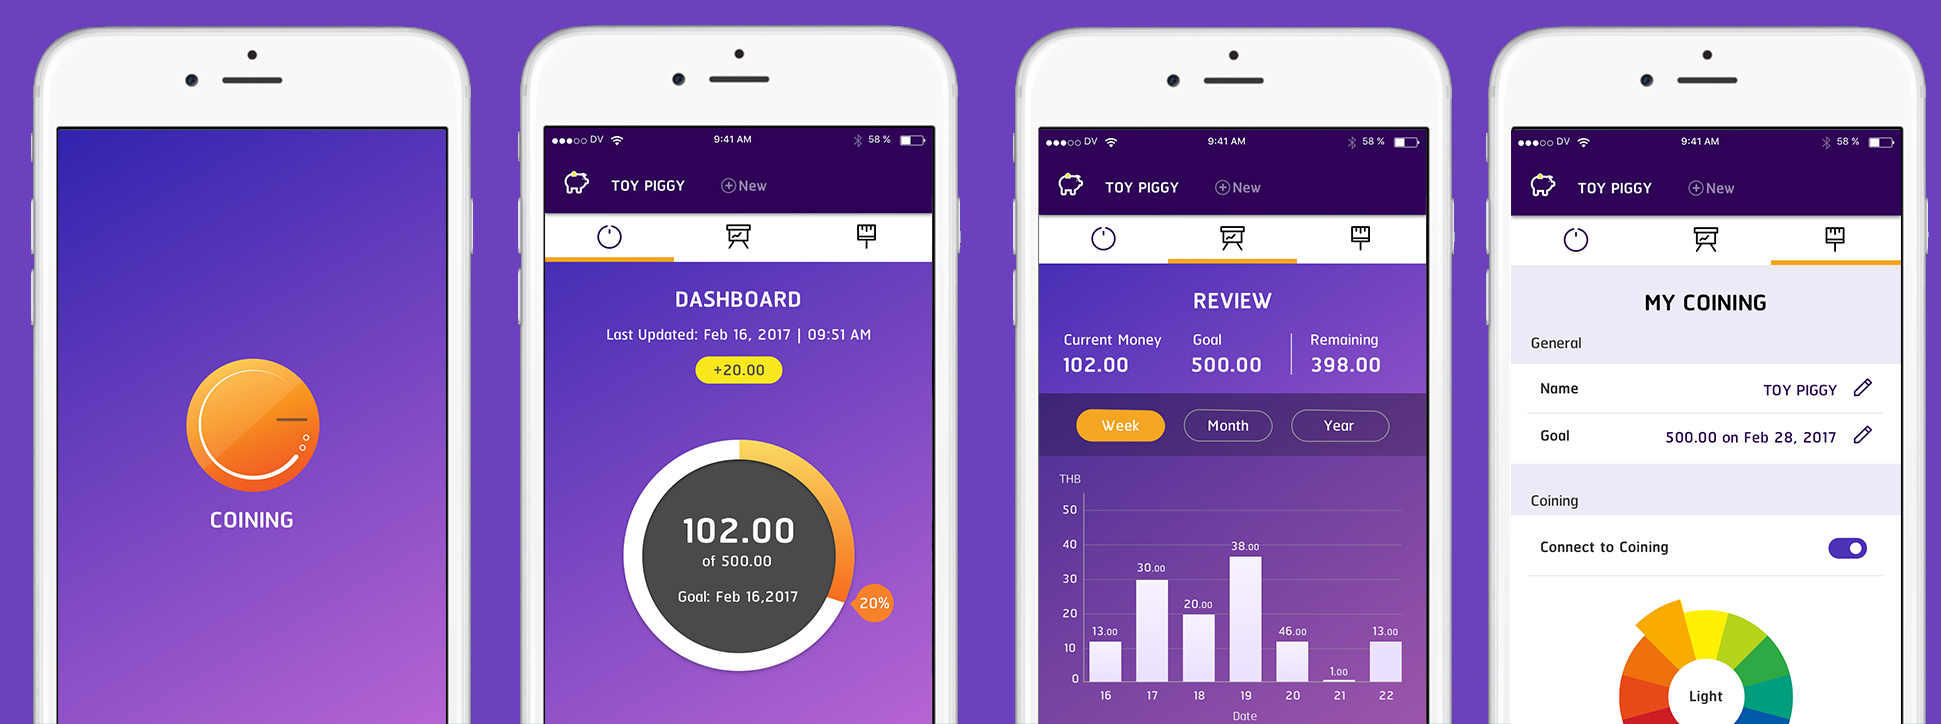 COINING
●●●○○ DV 9:41 AM 58 %
TOY PIGGY + New
DASHBOARD
Last Updated: Feb 16, 2017 | 09:51 AM
+20.00
102.00
of 500.00
Goal: Feb 16,2017
20%
●●●○○ DV 9:41 AM 58 %
TOY PIGGY + New
REVIEW
Current Money Goal Remaining
102.00 500.00 398.00
Week Month Year
THB
50
40
30
20
10
0
13.00 30.00 20.00 38.00 46.00 1.00 13.00
16 17 18 19 20 21 22
Date
●●●○○ DV 9:41 AM 58 %
TOY PIGGY + New
MY COINING
General
Name TOY PIGGY
Goal 500.00 on Feb 28, 2017
Coining
Connect to Coining
Light